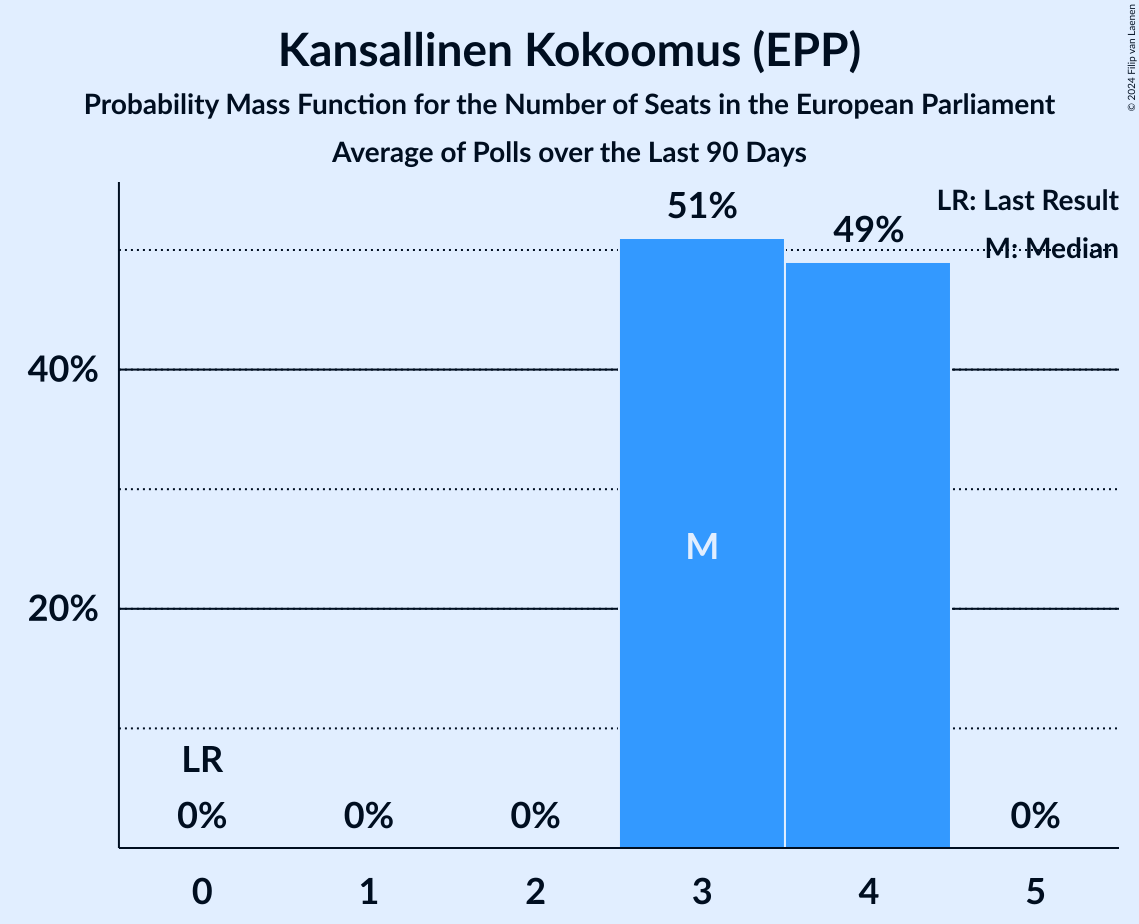 Kansallinen Kokoomus (EPP)
Probability Mass Function for the Number of Seats in the European Parliament
Average of Polls over the Last 90 Days
© 2024 Filip van Laenen
LR: Last Result
M: Median
51%
49%
40%
M
20%
LR
0%
0%
0%
0%
0
1
2
3
4
5